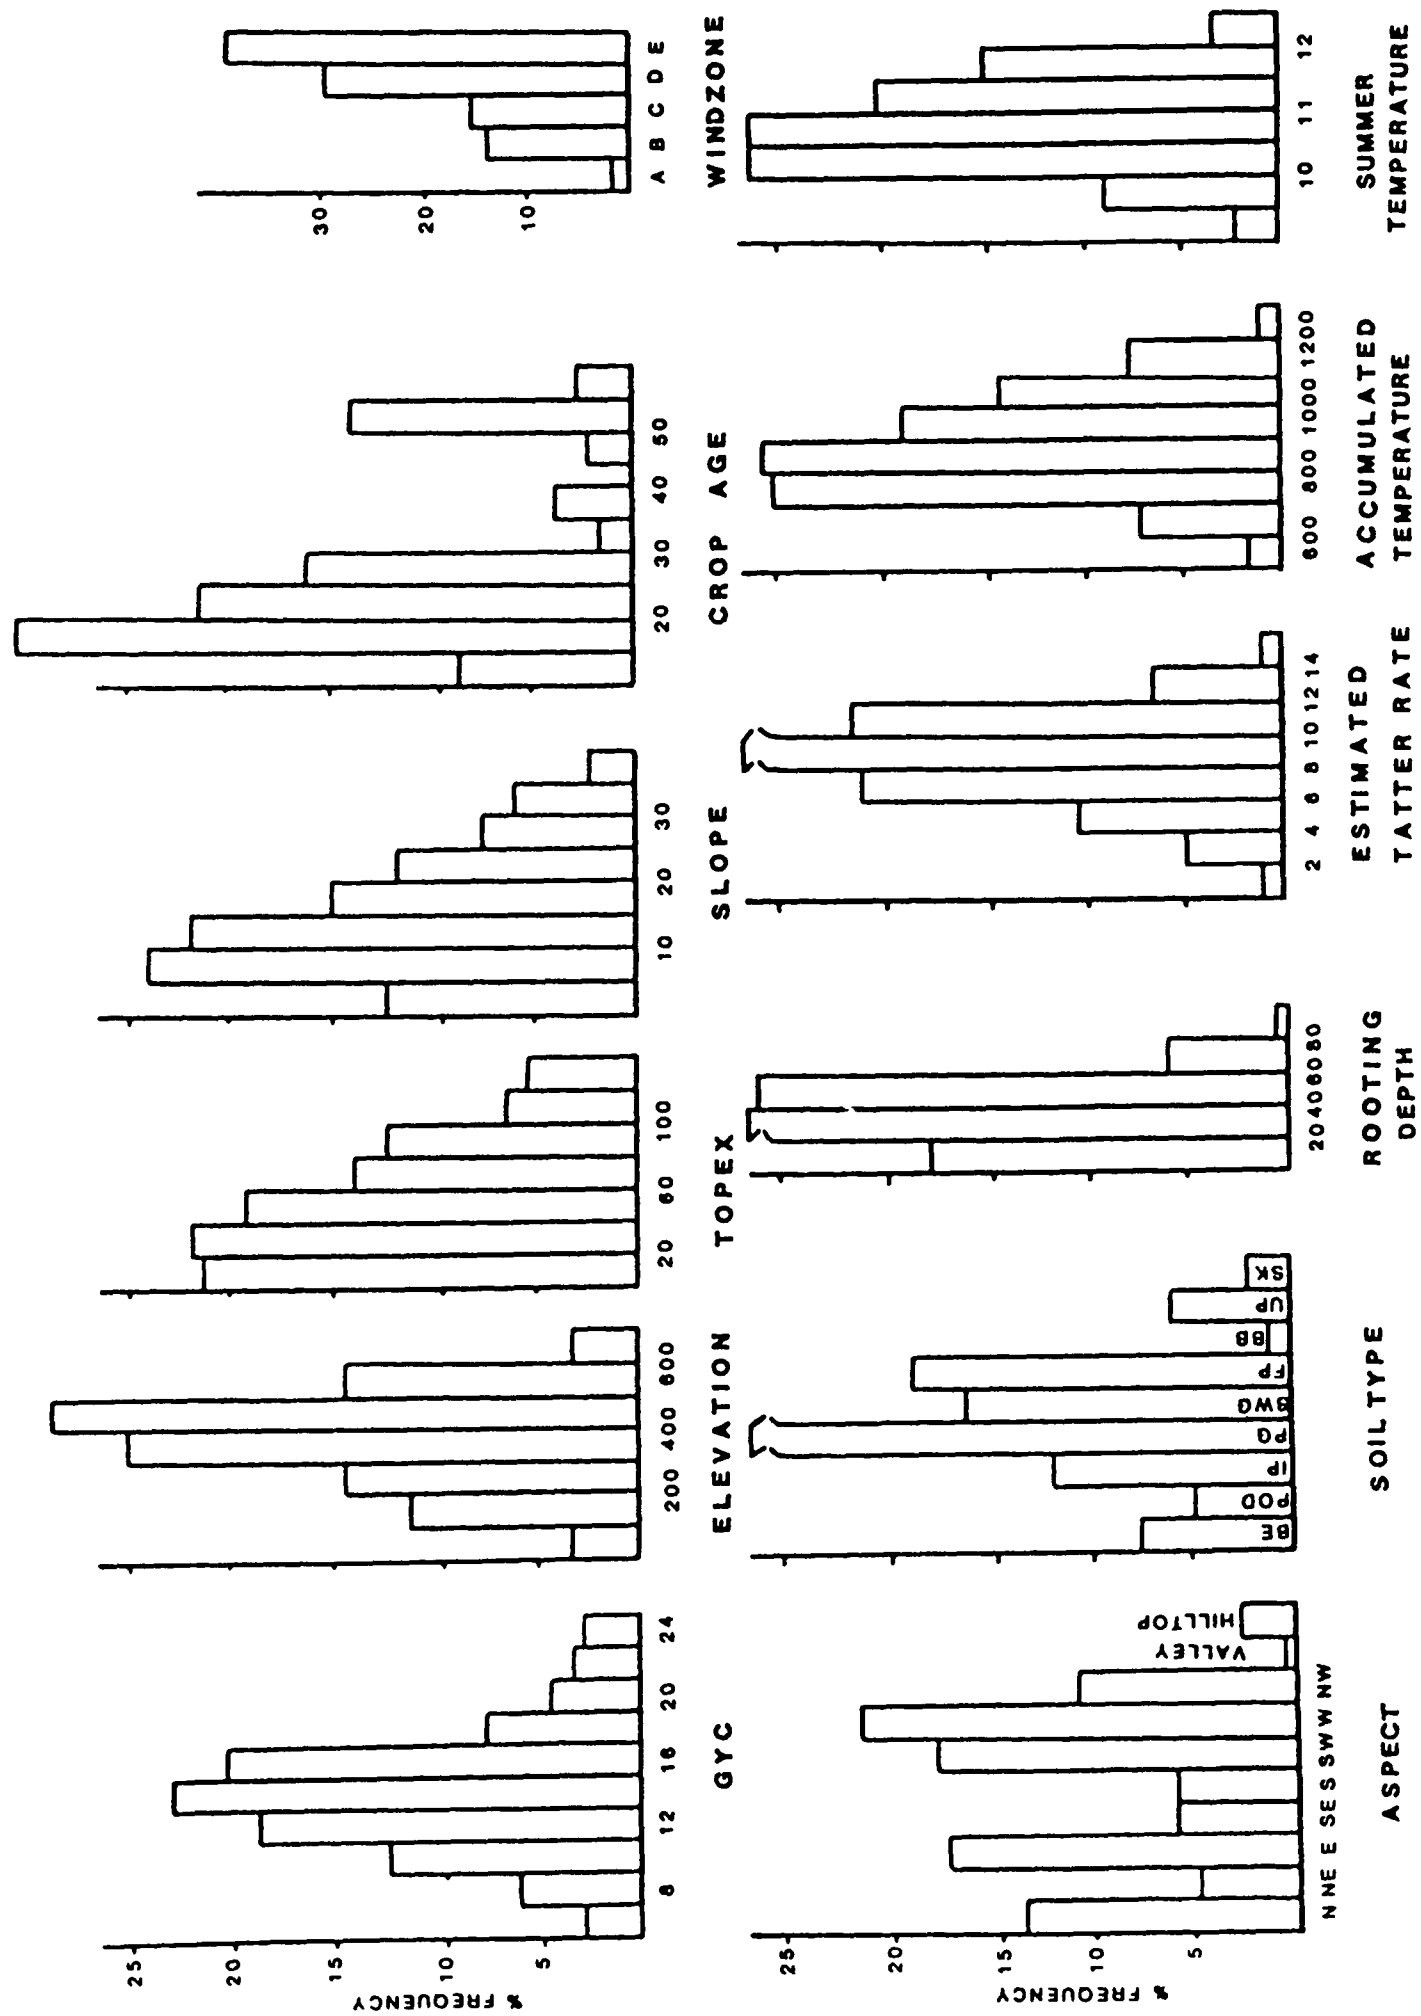 % FREQUENCY
25
20
15
10
5
8 12 16 20 24
GYC
200 400 600
ELEVATION
20 60 100
TOPEX
10 20 30
SLOPE
20 30 40 50
CROP AGE
30
20
10
A B C D E
WINDZONE
% FREQUENCY
25
20
15
10
5
N NE E SE S SW W NW
VALLEY
HILLTOP
ASPECT
BE
POD
IP
PG
SWG
FP
BB
UP
SK
SOIL TYPE
20 40 60 80
ROOTING
DEPTH
2 4 6 8 10 12 14
ESTIMATED
TATTER RATE
600 800 1000 1200
ACCUMULATED
TEMPERATURE
10 11 12
SUMMER
TEMPERATURE